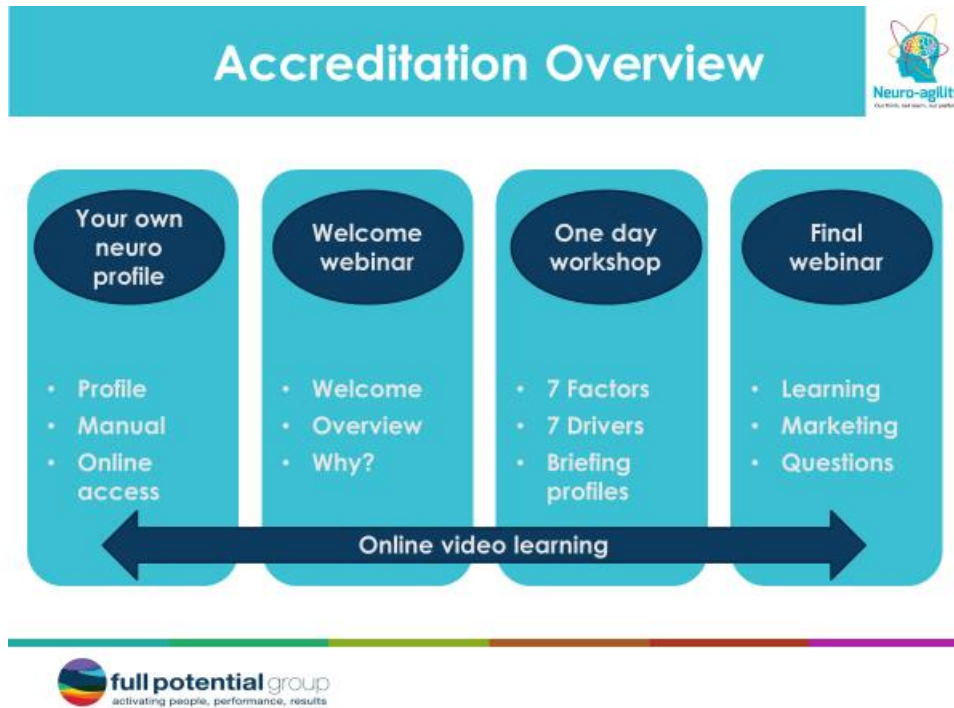 Accreditation Overview
Neuro-agilit
Your own
neuro
profile
• Profile
• Manual
• Online
access
Welcome
webinar
• Welcome
• Overview
• Why?
One day
workshop
• 7 Factors
• 7 Drivers
• Briefing
profiles
Final
webinar
• Learning
• Marketing
• Questions
Online video learning
full potential group
activating people, performance, results